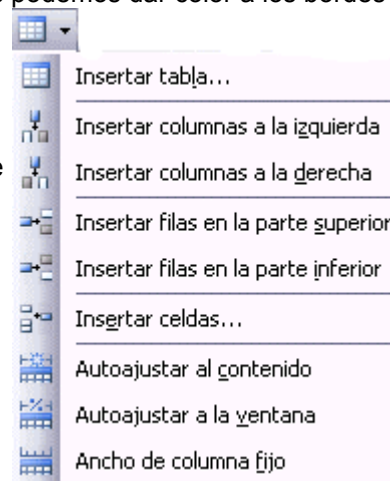 podemos dar color a los bordes
Insertar tabla...
Insertar columnas a la izquierda
e
Insertar columnas a la derecha
Insertar filas en la parte superior
Insertar filas en la parte inferior
Insertar celdas...
Autoajustar al contenido
Autoajustar a la ventana
Ancho de columna fijo